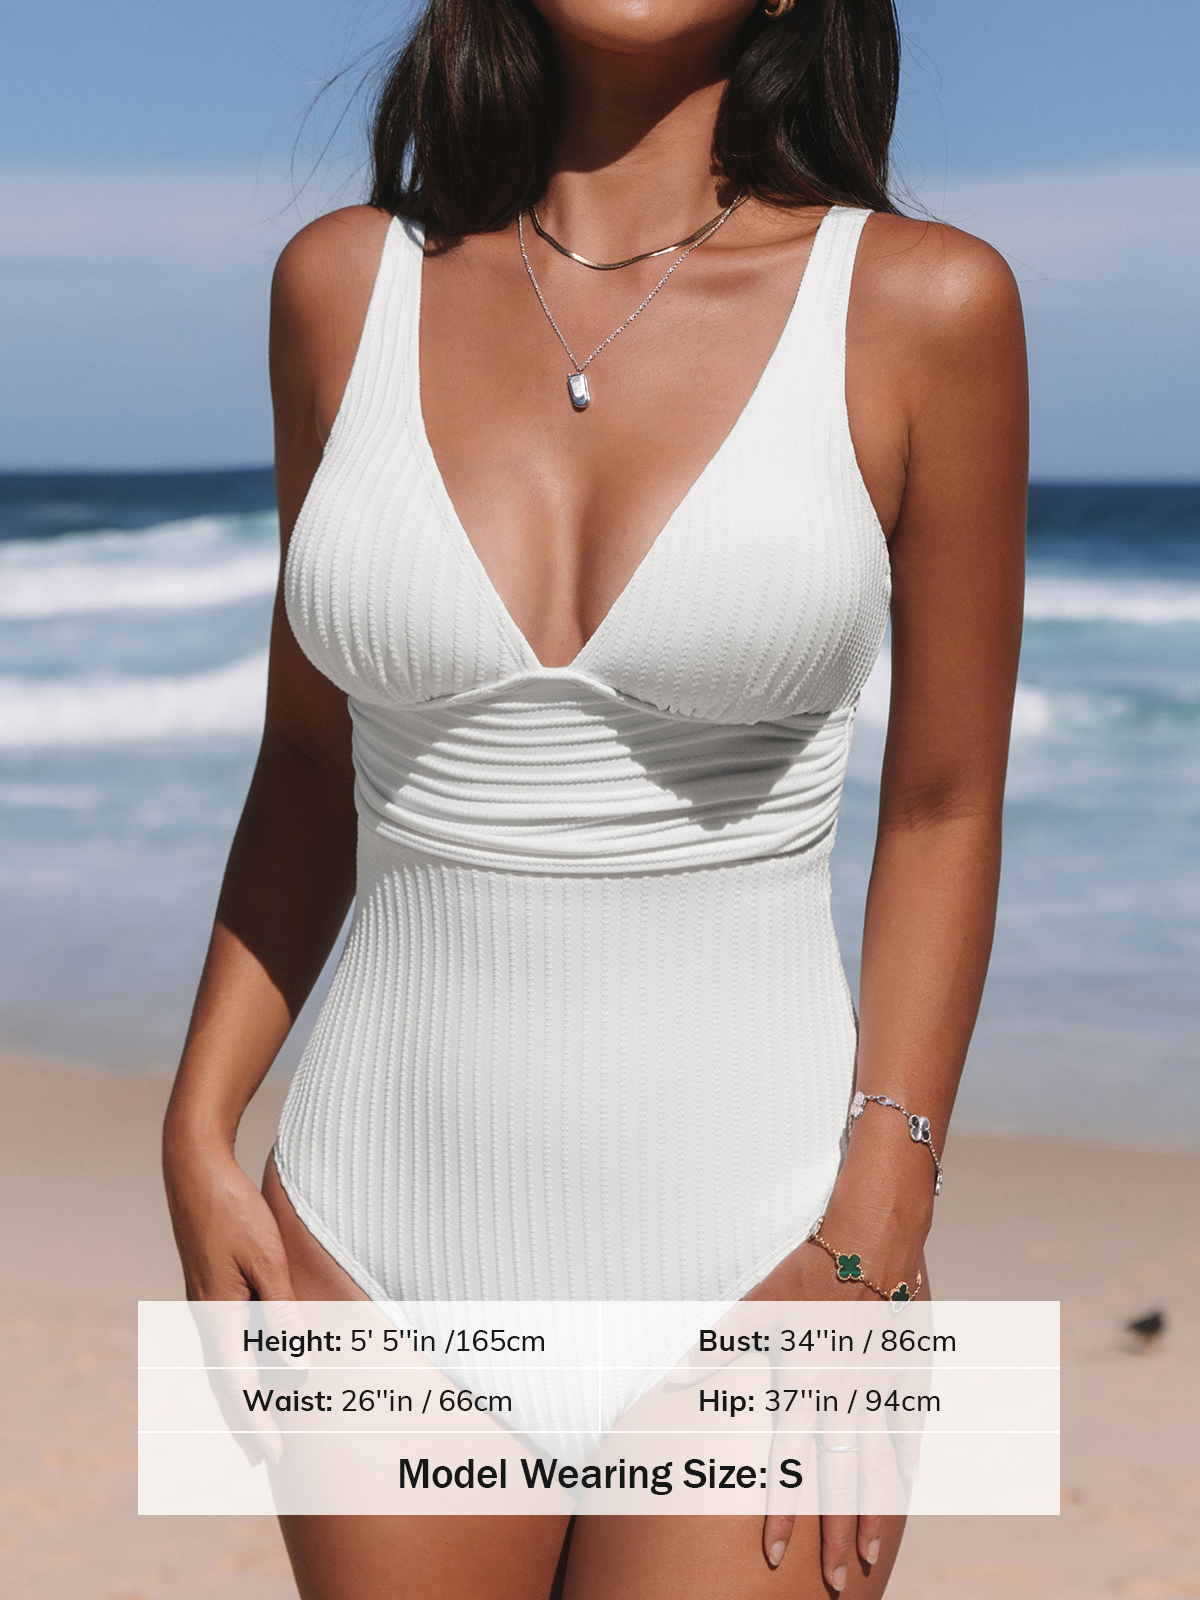 Height: 5' 5''in /165cm
Bust: 34''in / 86cm
Waist: 26''in / 66cm
Hip: 37''in / 94cm
Model Wearing Size: S